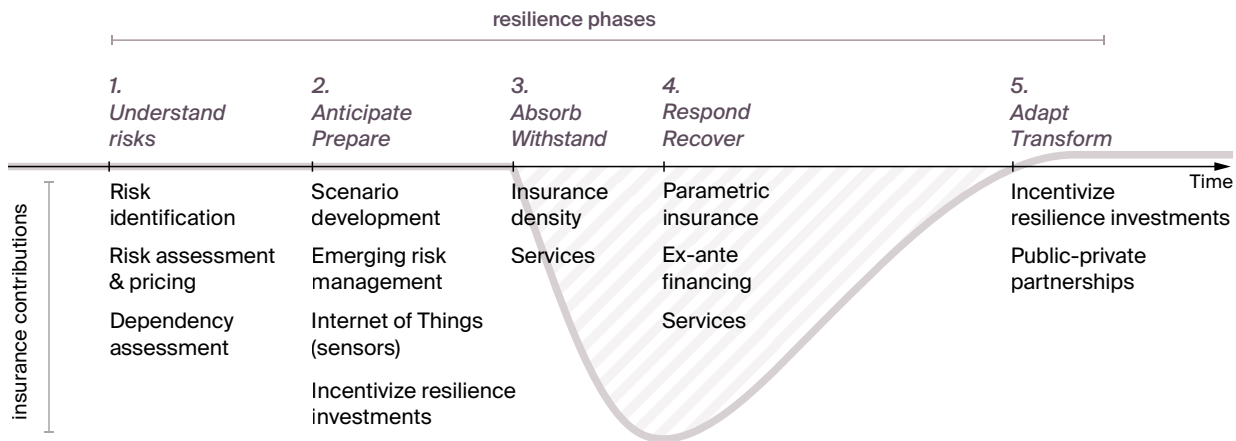 resilience phases
1.
Understand
risks
2.
Anticipate
Prepare
3.
Absorb
Withstand
4.
Respond
Recover
5.
Adapt
Transform
Time
insurance contributions
Risk
identification
Risk assessment
& pricing
Dependency
assessment
Scenario
development
Emerging risk
management
Internet of Things
(sensors)
Incentivize resilience
investments
Insurance
density
Services
Parametric
insurance
Ex-ante
financing
Services
Incentivize
resilience investments
Public-private
partnerships